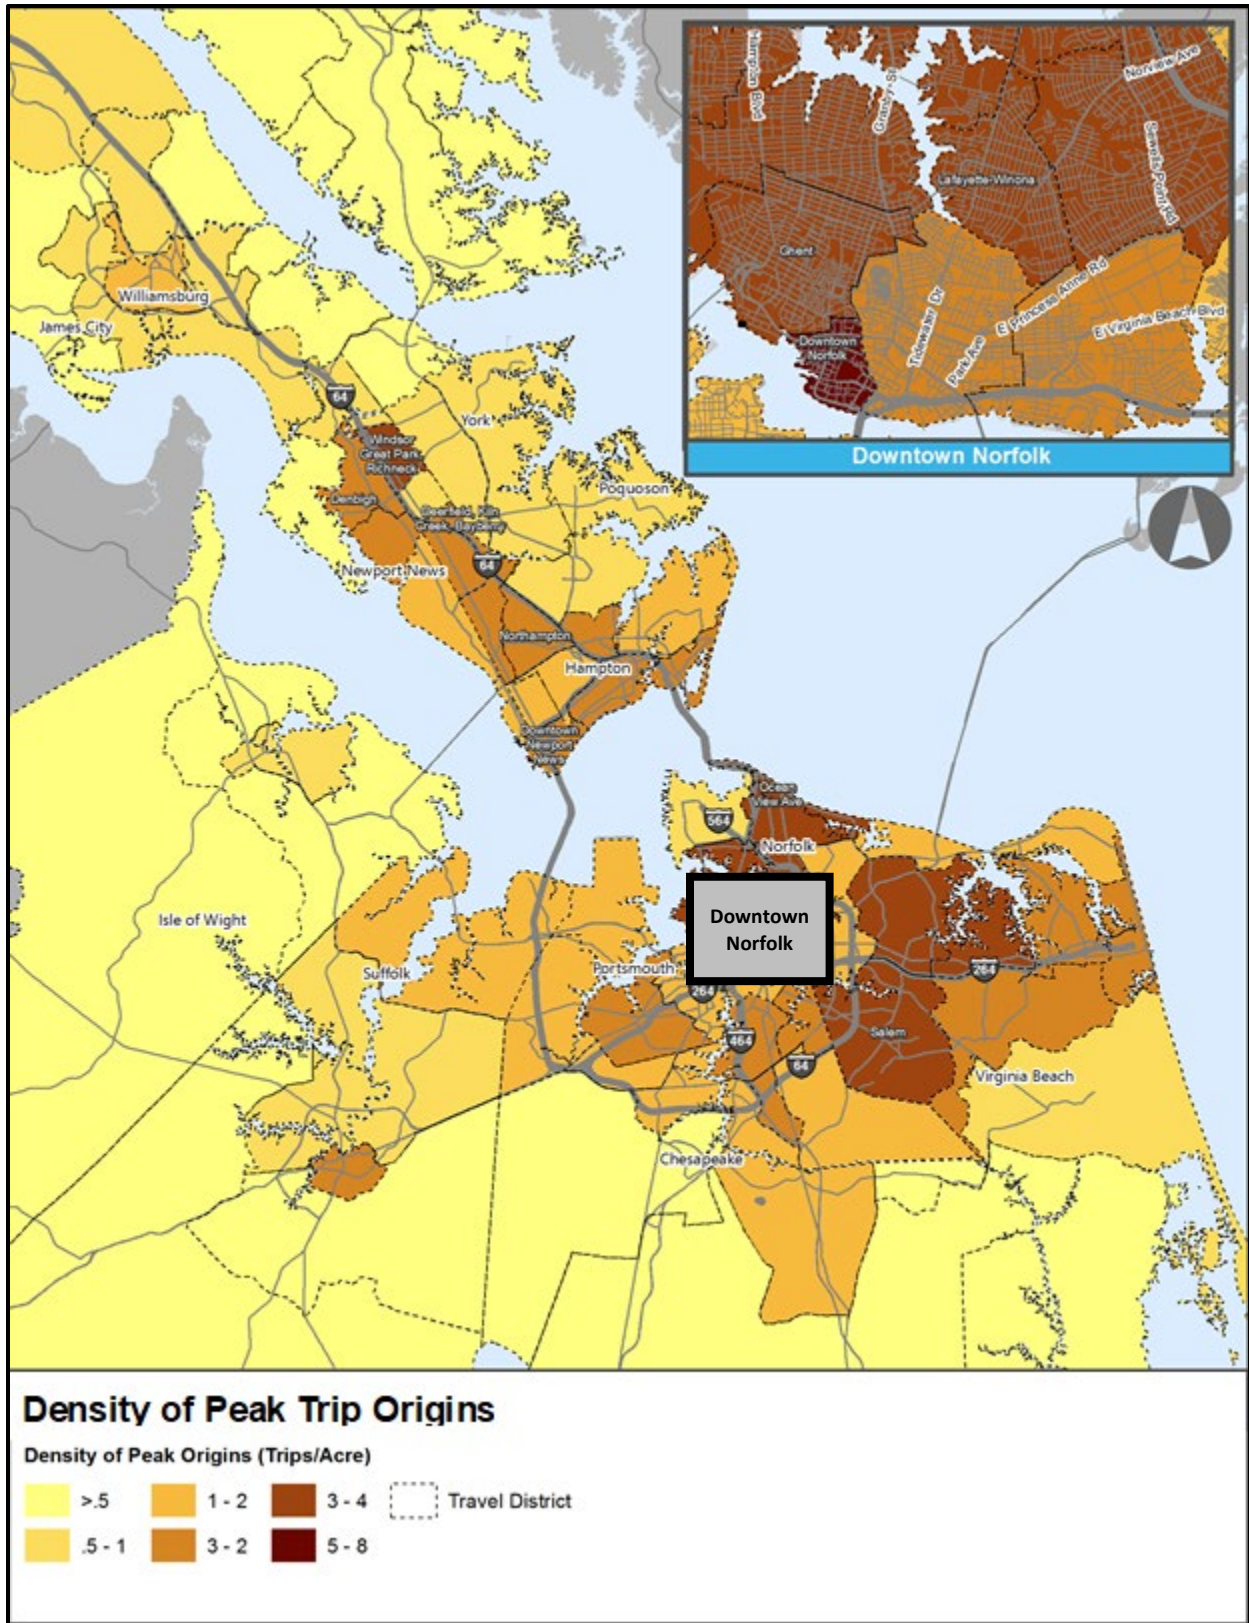 Hampton Blvd
Granby St
Norview Ave
Sewells Point Rd
Lafayette-Winona
Ghent
Tidewater Dr
Park Ave
E Princess Anne Rd
E Virginia Beach Blvd
Downtown
Norfolk
Downtown Norfolk
Williamsburg
James City
64
York
Windsor
Great Park,
Richneck
Denbigh
Poquoson
Deerfield, Kiln
Creek, Bayberry
64
Newport News
Northampton
Hampton
Downtown
Newport
News
Ocean
View Ave
564
Norfolk
Downtown
Norfolk
Isle of Wight
Suffolk
Portsmouth
264
264
464
Salem
64
Virginia Beach
Chesapeake
Density of Peak Trip Origins
Density of Peak Origins (Trips/Acre)
>.5
1 - 2
3 - 4
Travel District
.5 - 1
3 - 2
5 - 8